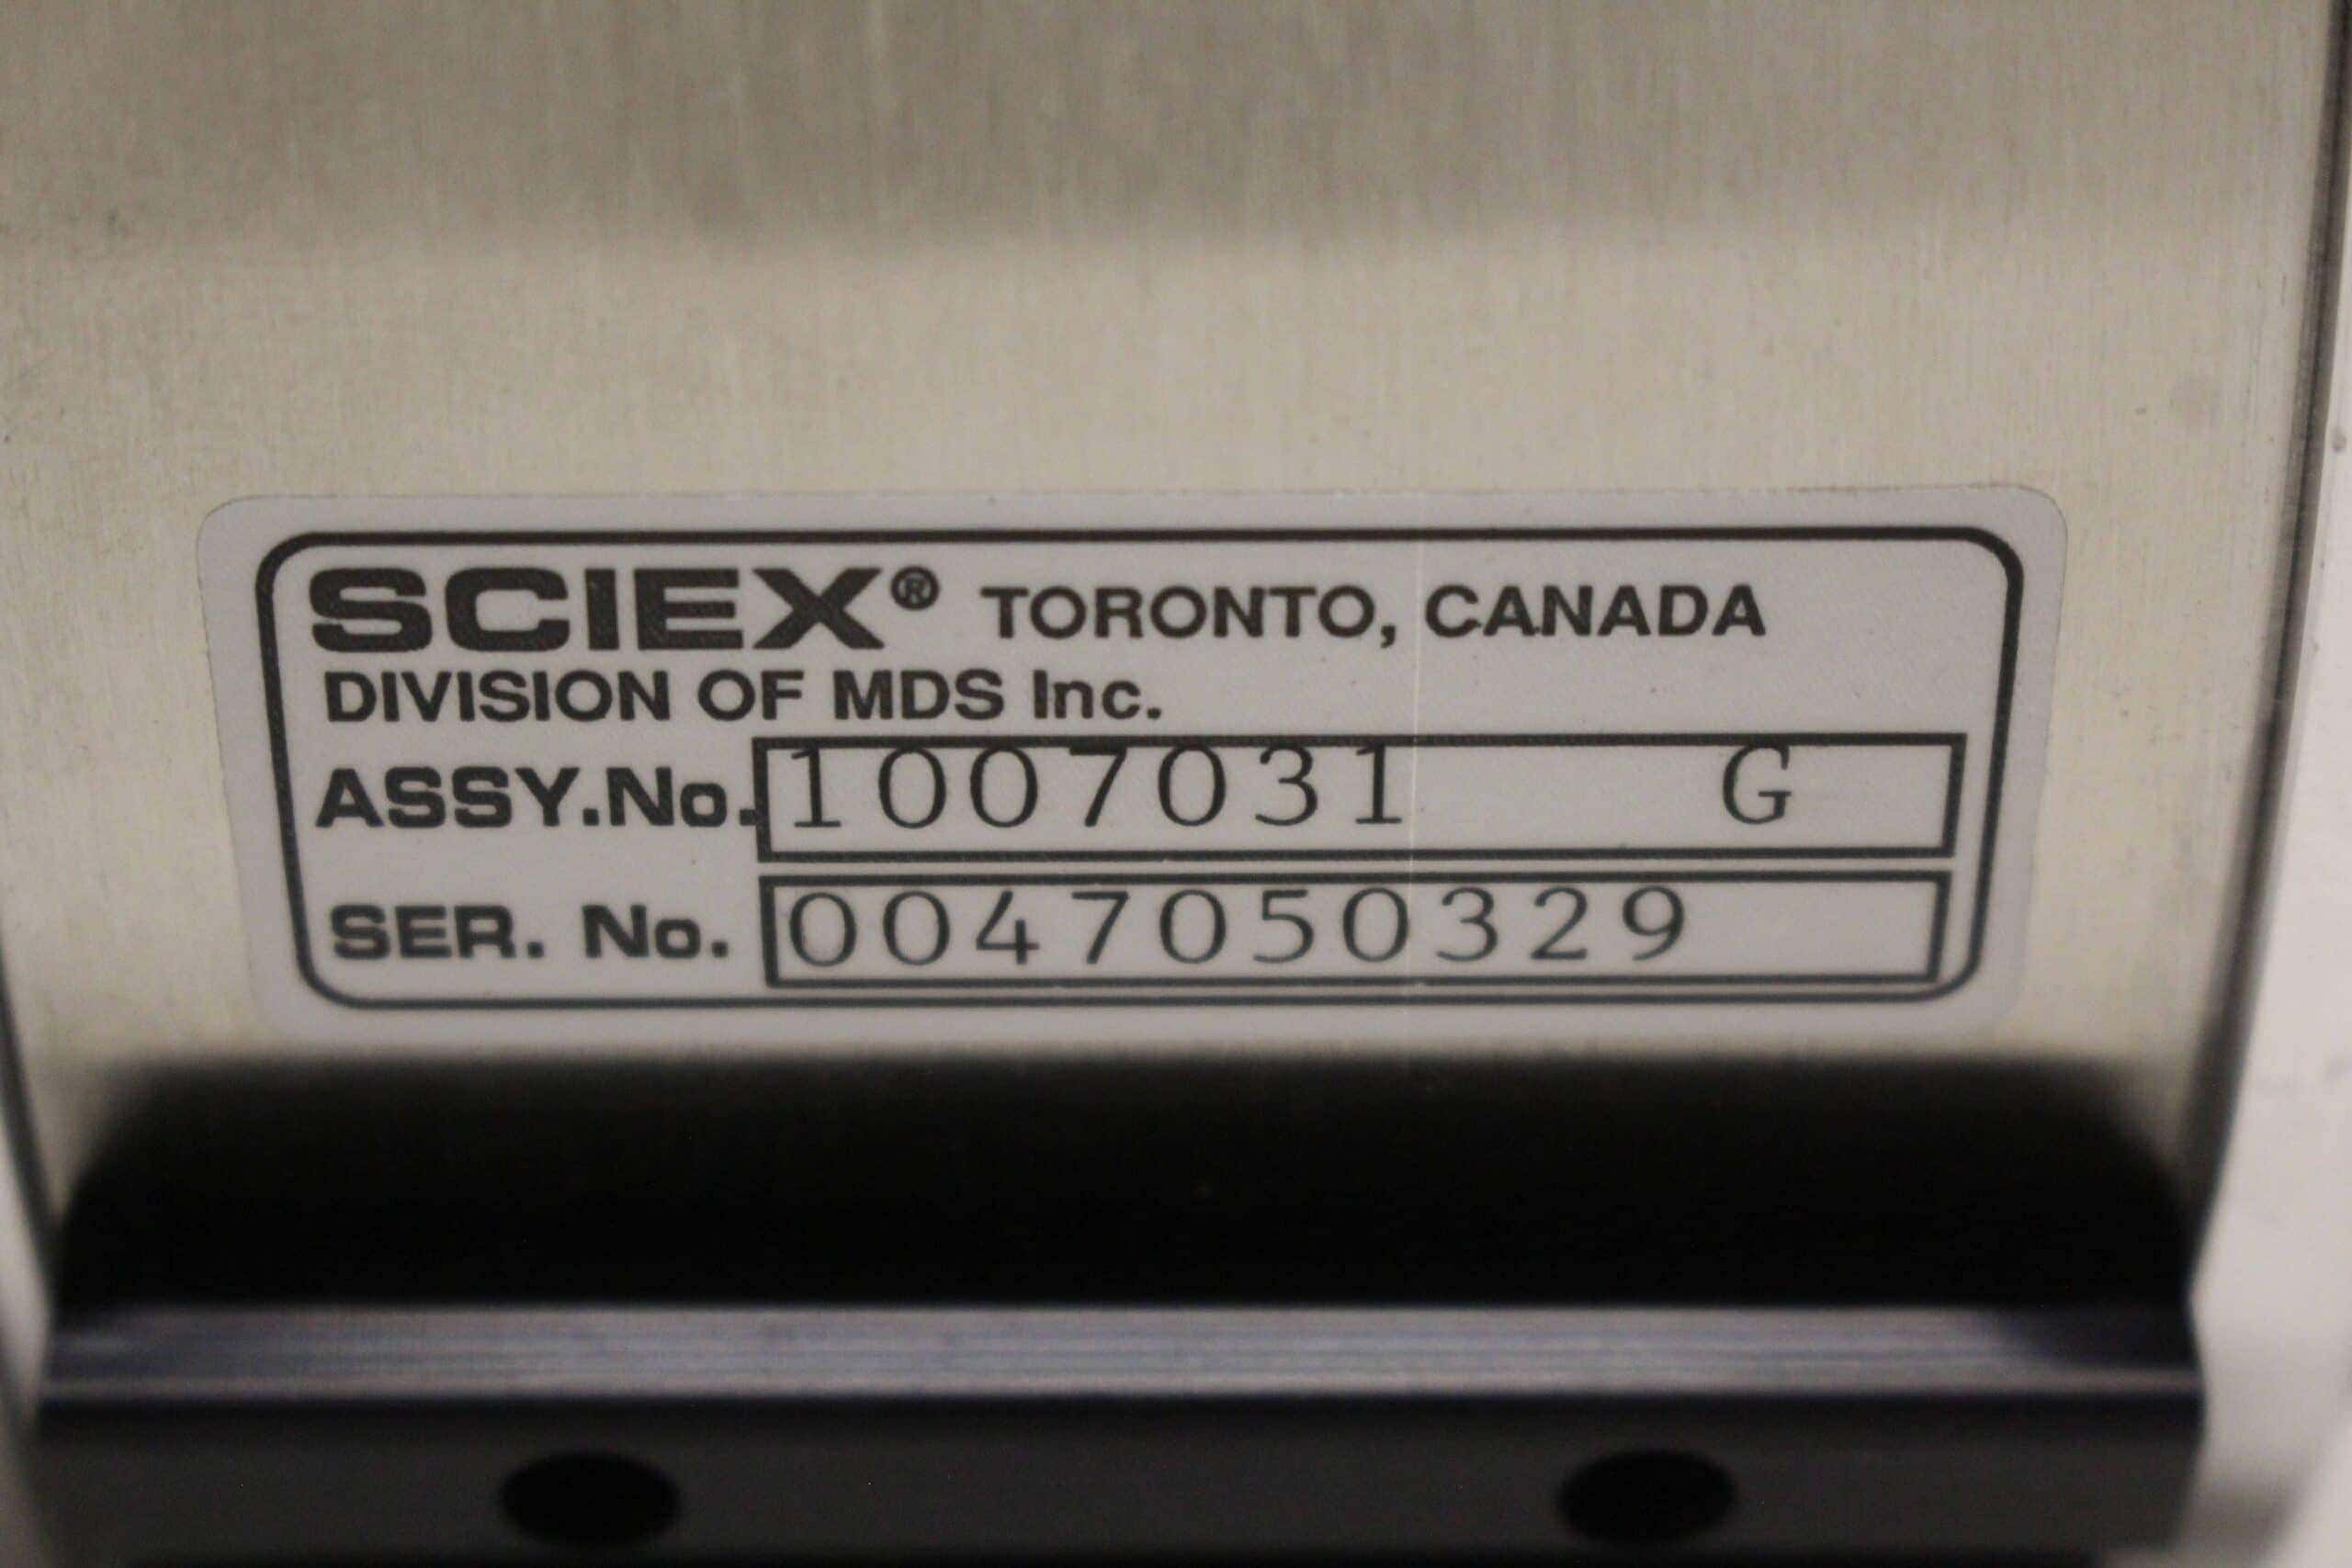 SCIEX® TORONTO, CANADA
DIVISION OF MDS Inc.
ASSY.No. 1007031 G
SER. No. 0047050329